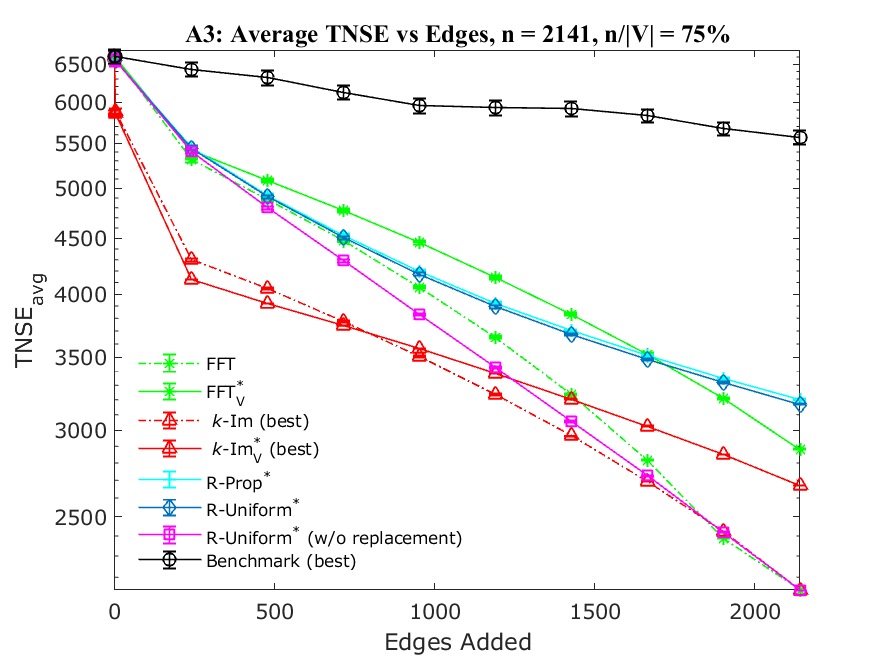 A3: Average TNSE vs Edges, n = 2141, n/|V| = 75%
6500
6000
5500
5000
4500
4000
3500
3000
2500
TNSE_avg
FFT
FFT*_V
k-Im (best)
k-Im*_V (best)
R-Prop*
R-Uniform*
R-Uniform* (w/o replacement)
Benchmark (best)
0 500 1000 1500 2000
Edges Added